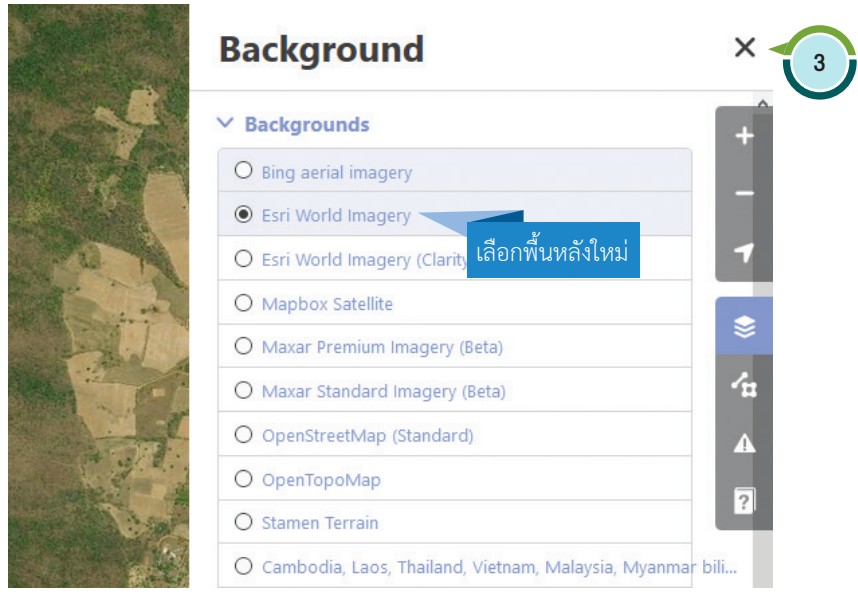 Background
3
Backgrounds
Bing aerial imagery
Esri World Imagery
เลือกพื้นหลังใหม่
Esri World Imagery (Clarity
Mapbox Satellite
Maxar Premium Imagery (Beta)
Maxar Standard Imagery (Beta)
OpenStreetMap (Standard)
OpenTopoMap
Stamen Terrain
Cambodia, Laos, Thailand, Vietnam, Malaysia, Myanmar bili...